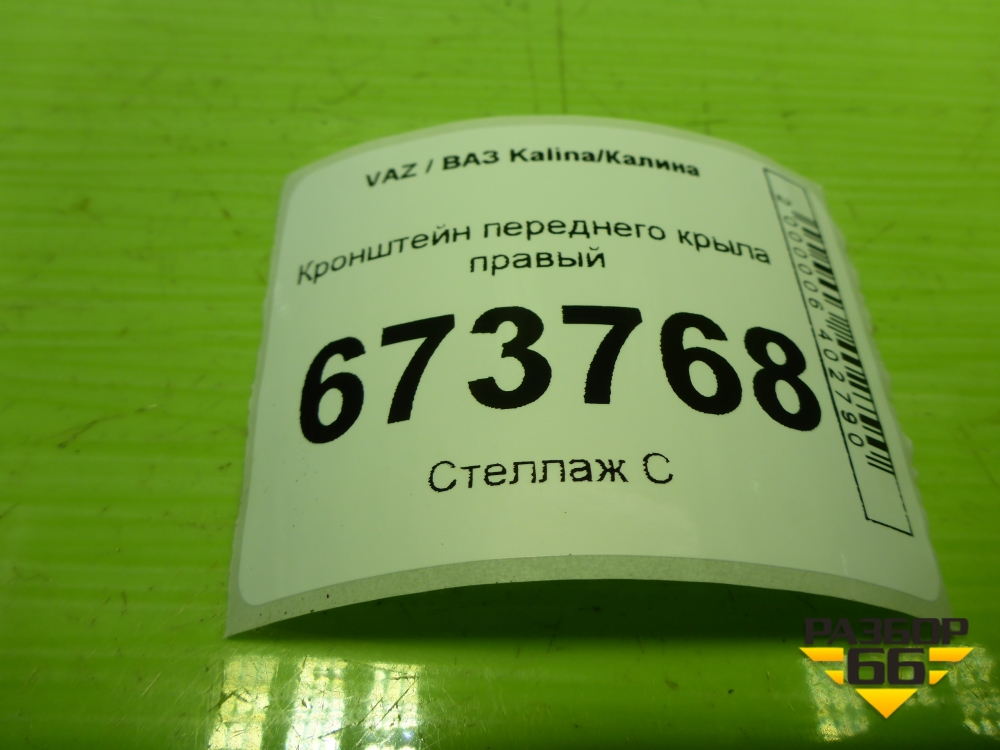 VAZ / ВАЗ Kalina/Калина
Кронштейн переднего крыла
правый
673768
Стеллаж С
2000006402790
РАЗБОР
66